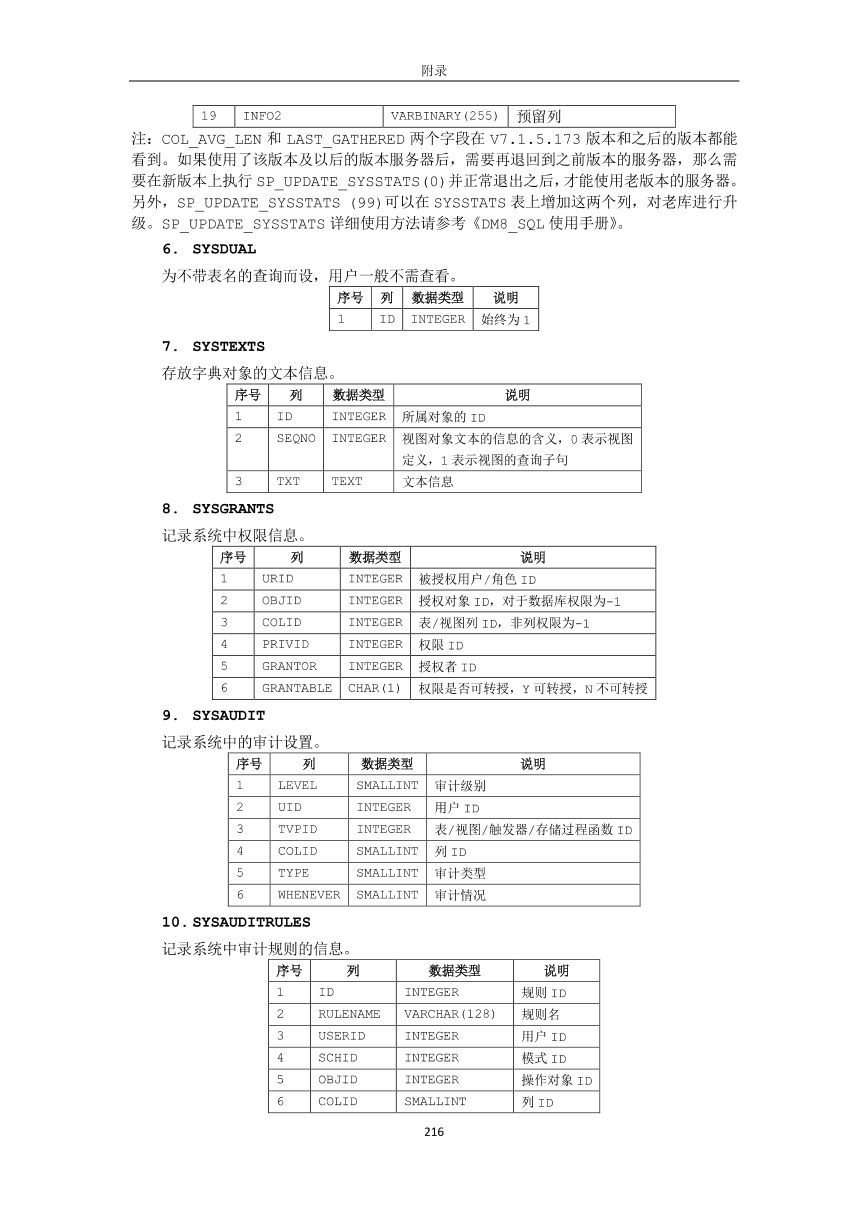 附录
19 INFO2 VARBINARY(255) 预留列
注：COL_AVG_LEN 和 LAST_GATHERED 两个字段在 V7.1.5.173 版本和之后的版本都能
看到。如果使用了该版本及以后的版本服务器后，需要再退回到之前版本的服务器，那么需
要在新版本上执行 SP_UPDATE_SYSSTATS(0)并正常退出之后，才能使用老版本的服务器。
另外，SP_UPDATE_SYSSTATS (99)可以在 SYSSTATS 表上增加这两个列，对老库进行升
级。SP_UPDATE_SYSSTATS 详细使用方法请参考《DM8_SQL 使用手册》。
6. SYSDUAL
为不带表名的查询而设，用户一般不需查看。
序号 列 数据类型 说明
1 ID INTEGER 始终为 1
7. SYSTEXTS
存放字典对象的文本信息。
序号 列 数据类型 说明
1 ID INTEGER 所属对象的 ID
2 SEQNO INTEGER 视图对象文本的信息的含义，0 表示视图
定义，1 表示视图的查询子句
3 TXT TEXT 文本信息
8. SYSGRANTS
记录系统中权限信息。
序号 列 数据类型 说明
1 URID INTEGER 被授权用户/角色 ID
2 OBJID INTEGER 授权对象 ID，对于数据库权限为-1
3 COLID INTEGER 表/视图列 ID，非列权限为-1
4 PRIVID INTEGER 权限 ID
5 GRANTOR INTEGER 授权者 ID
6 GRANTABLE CHAR(1) 权限是否可转授，Y 可转授，N 不可转授
9. SYSAUDIT
记录系统中的审计设置。
序号 列 数据类型 说明
1 LEVEL SMALLINT 审计级别
2 UID INTEGER 用户 ID
3 TVPID INTEGER 表/视图/触发器/存储过程函数 ID
4 COLID SMALLINT 列 ID
5 TYPE SMALLINT 审计类型
6 WHENEVER SMALLINT 审计情况
10. SYSAUDITRULES
记录系统中审计规则的信息。
序号 列 数据类型 说明
1 ID INTEGER 规则 ID
2 RULENAME VARCHAR(128) 规则名
3 USERID INTEGER 用户 ID
4 SCHID INTEGER 模式 ID
5 OBJID INTEGER 操作对象 ID
6 COLID SMALLINT 列 ID
216